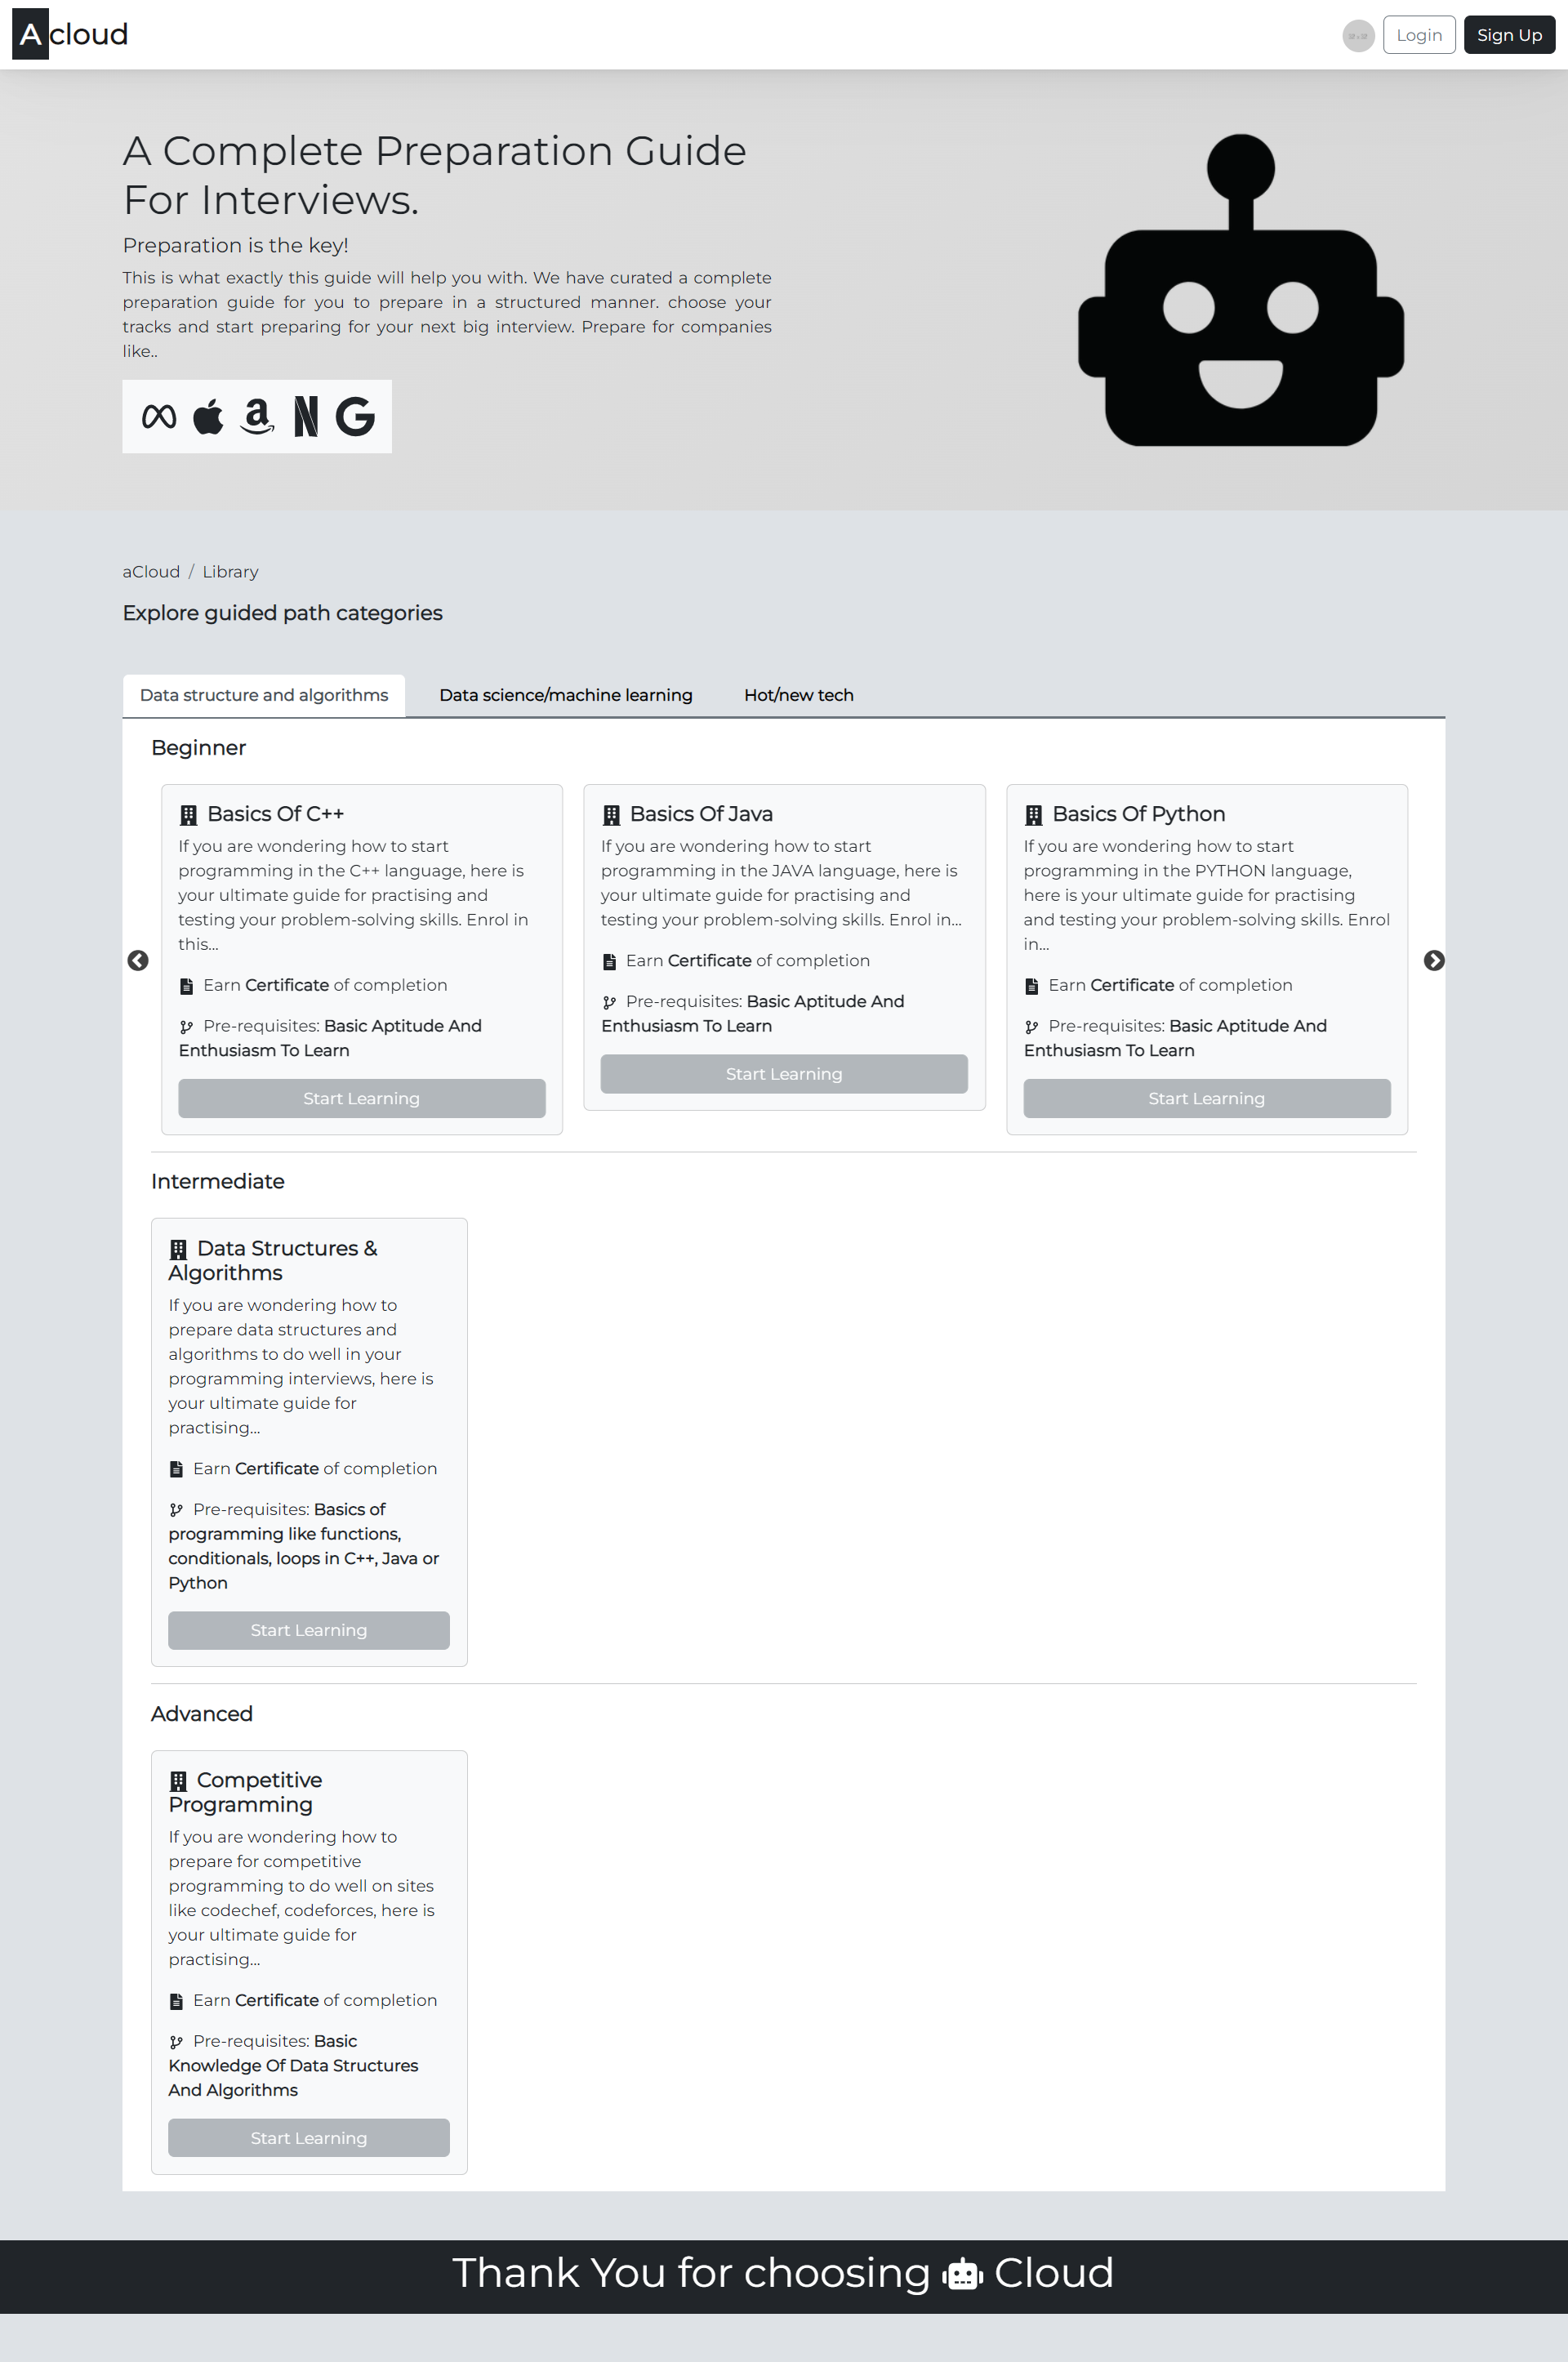 A cloud
Login
Sign Up
A Complete Preparation Guide
For Interviews.
Preparation is the key!
This is what exactly this guide will help you with. We have curated a complete
preparation guide for you to prepare in a structured manner. choose your
tracks and start preparing for your next big interview. Prepare for companies
like..
aCloud / Library
Explore guided path categories
Data structure and algorithms
Data science/machine learning
Hot/new tech
Beginner
Basics Of C++
If you are wondering how to start
programming in the C++ language, here is
your ultimate guide for practising and
testing your problem-solving skills. Enrol in
this...
Earn Certificate of completion
Pre-requisites: Basic Aptitude And
Enthusiasm To Learn
Start Learning
Basics Of Java
If you are wondering how to start
programming in the JAVA language, here is
your ultimate guide for practising and
testing your problem-solving skills. Enrol in...
Earn Certificate of completion
Pre-requisites: Basic Aptitude And
Enthusiasm To Learn
Start Learning
Basics Of Python
If you are wondering how to start
programming in the PYTHON language,
here is your ultimate guide for practising
and testing your problem-solving skills. Enrol
in...
Earn Certificate of completion
Pre-requisites: Basic Aptitude And
Enthusiasm To Learn
Start Learning
Intermediate
Data Structures &
Algorithms
If you are wondering how to
prepare data structures and
algorithms to do well in your
programming interviews, here is
your ultimate guide for
practising...
Earn Certificate of completion
Pre-requisites: Basics of
programming like functions,
conditionals, loops in C++, Java or
Python
Start Learning
Advanced
Competitive
Programming
If you are wondering how to
prepare for competitive
programming to do well on sites
like codechef, codeforces, here is
your ultimate guide for
practising...
Earn Certificate of completion
Pre-requisites: Basic
Knowledge Of Data Structures
And Algorithms
Start Learning
Thank You for choosing Cloud